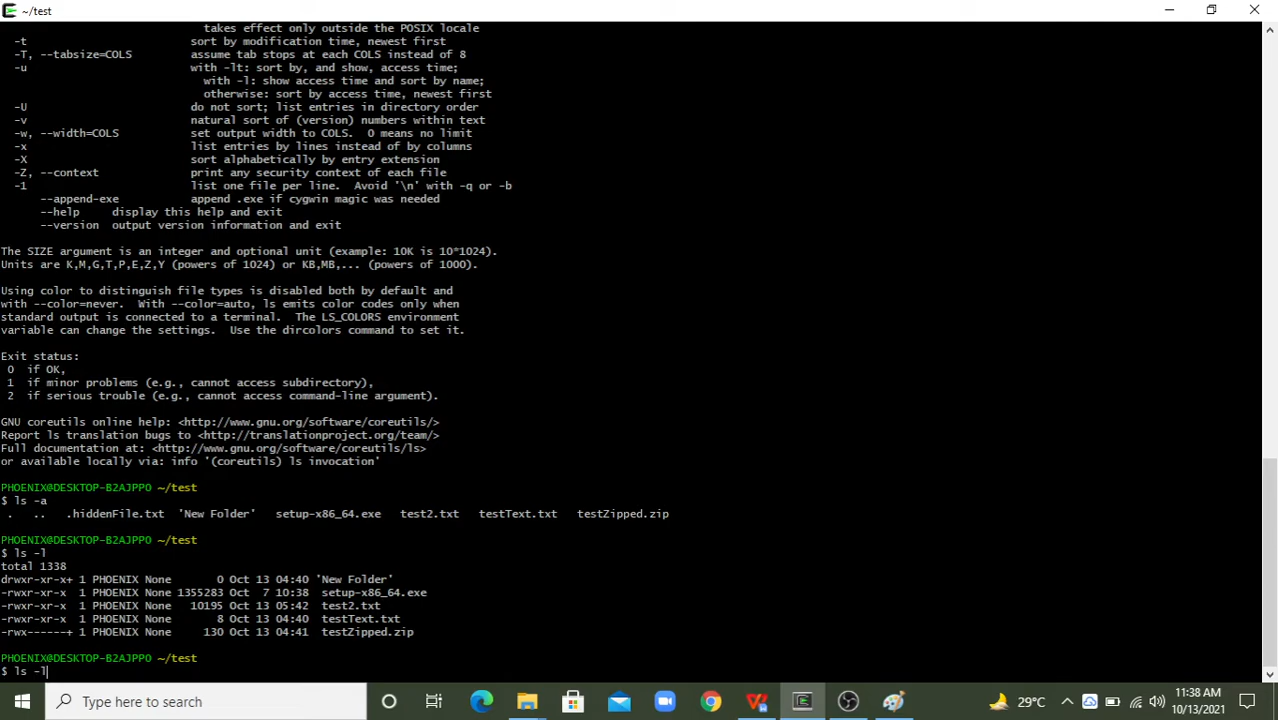 ~/test
takes effect only outside the POSIX locale
-t sort by modification time, newest first
-T, --tabsize=COLS assume tab stops at each COLS instead of 8
-u with -lt: sort by, and show, access time;
with -l: show access time and sort by name;
otherwise: sort by access time, newest first
-U do not sort; list entries in directory order
-v natural sort of (version) numbers within text
-w, --width=COLS set output width to COLS.  0 means no limit
-x list entries by lines instead of by columns
-X sort alphabetically by entry extension
-Z, --context print any security context of each file
-1 list one file per line.  Avoid '\n' with -q or -b
--append-exe append .exe if cygwin magic was needed
--help display this help and exit
--version output version information and exit
The SIZE argument is an integer and optional unit (example: 10K is 10*1024).
Units are K,M,G,T,P,E,Z,Y (powers of 1024) or KB,MB,... (powers of 1000).
Using color to distinguish file types is disabled both by default and
with --color=never.  With --color=auto, ls emits color codes only when
standard output is connected to a terminal.  The LS_COLORS environment
variable can change the settings.  Use the dircolors command to set it.
Exit status:
0 if OK,
1 if minor problems (e.g., cannot access subdirectory),
2 if serious trouble (e.g., cannot access command-line argument).
GNU coreutils online help: <http://www.gnu.org/software/coreutils/>
Report ls translation bugs to <http://translationproject.org/team/>
Full documentation at: <http://www.gnu.org/software/coreutils/ls>
or available locally via: info '(coreutils) ls invocation'
PHOENIX@DESKTOP-B2AJPPO ~/test
$ ls -a
. .. .hiddenFile.txt 'New Folder' setup-x86_64.exe test2.txt testText.txt testZipped.zip
PHOENIX@DESKTOP-B2AJPPO ~/test
$ ls -l
total 1338
drwxr-xr-x+ 1 PHOENIX None 0 Oct 13 04:40 'New Folder'
-rwxr-xr-x 1 PHOENIX None 1355283 Oct 7 10:38 setup-x86_64.exe
-rwxr-xr-x 1 PHOENIX None 10195 Oct 13 05:42 test2.txt
-rwxr-xr-x 1 PHOENIX None 8 Oct 13 04:40 testText.txt
-rwx------+ 1 PHOENIX None 130 Oct 13 04:41 testZipped.zip
PHOENIX@DESKTOP-B2AJPPO ~/test
$ ls -l
Type here to search
29°C
11:38 AM
10/13/2021